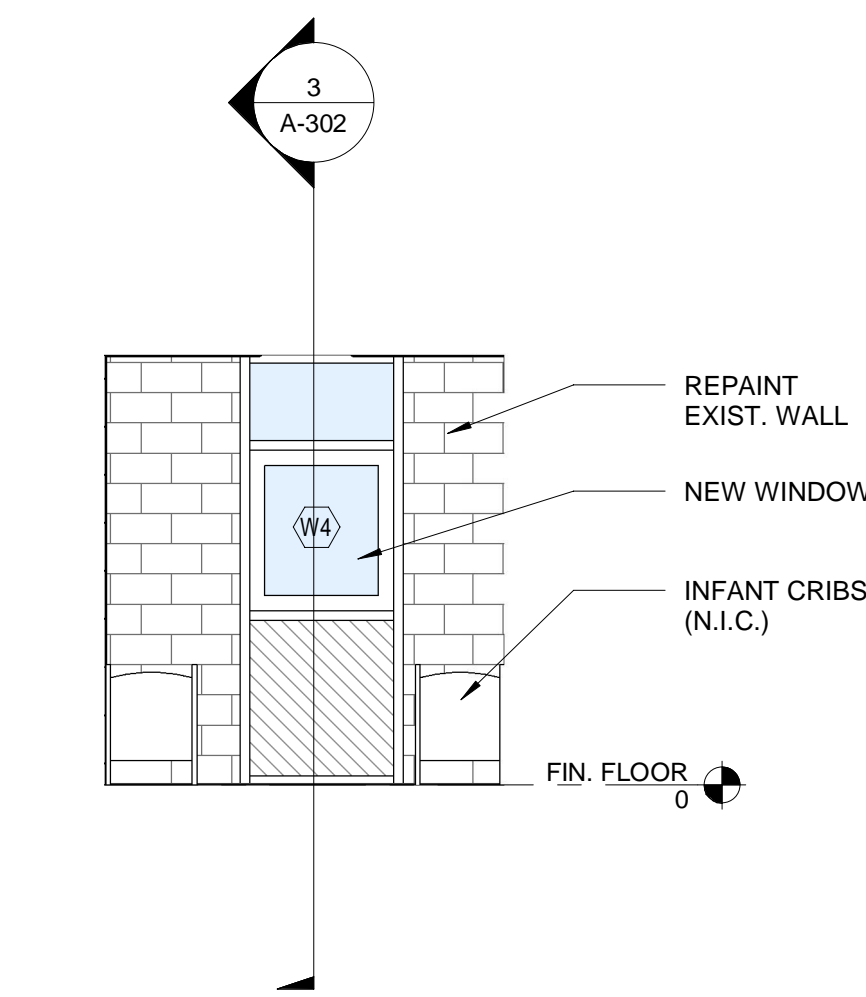 3
A-302
REPAINT
EXIST. WALL
NEW WINDOW
W4
INFANT CRIBS
(N.I.C.)
FIN. FLOOR
0